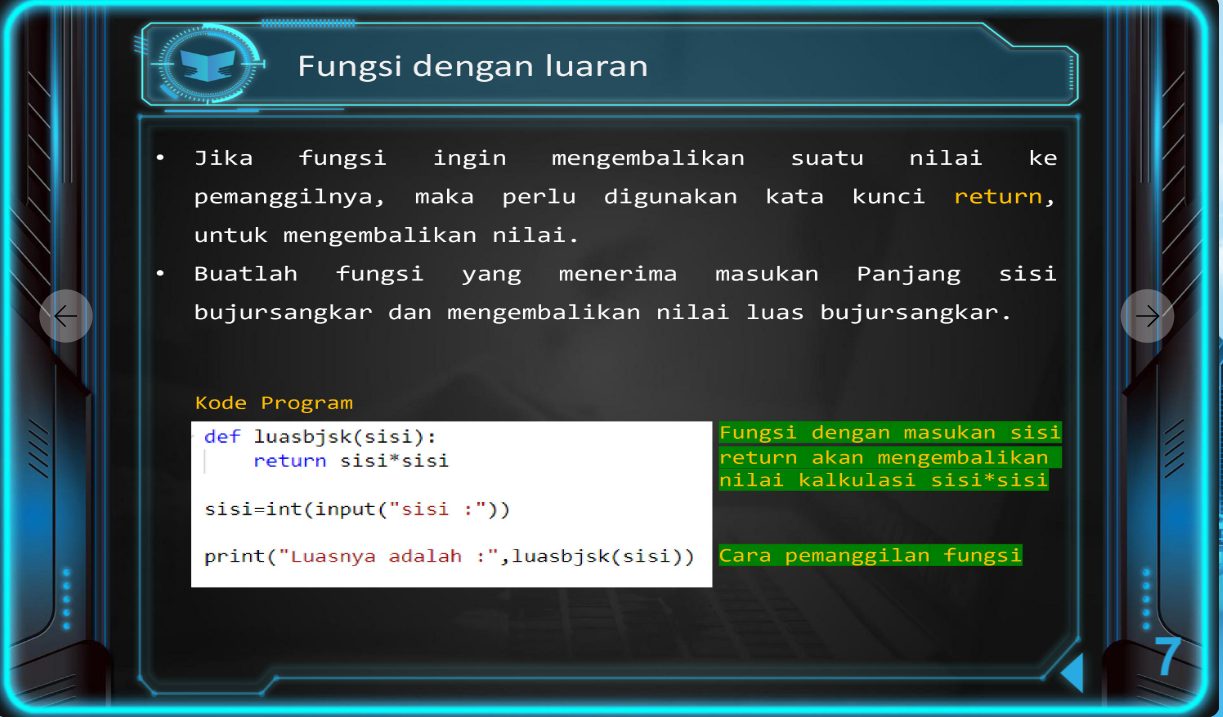 Fungsi dengan luaran
• Jika fungsi ingin mengembalikan suatu nilai ke
pemanggilnya, maka perlu digunakan kata kunci return,
untuk mengembalikan nilai.
• Buatlah fungsi yang menerima masukan Panjang sisi
bujursangkar dan mengembalikan nilai luas bujursangkar.
Kode Program
def luasbjsk(sisi):
    return sisi*sisi
sisi=int(input("sisi :"))
print("Luasnya adalah :",luasbjsk(sisi))
Fungsi dengan masukan sisi
return akan mengembalikan
nilai kalkulasi sisi*sisi
Cara pemanggilan fungsi
7